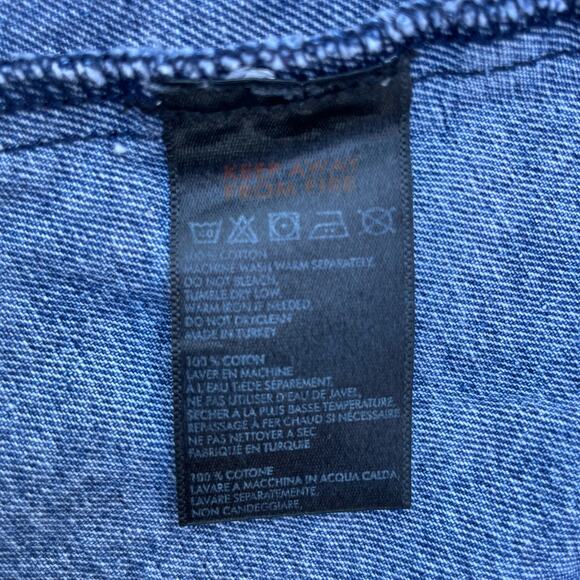 KEEP AWAY
FROM FIRE
100% COTTON
MACHINE WASH WARM SEPARATELY.
DO NOT BLEACH.
TUMBLE DRY LOW.
WARM IRON IF NEEDED.
DO NOT DRYCLEAN.
MADE IN TURKEY
100 % COTON
LAVER EN MACHINE
À L'EAU TIEDE SÉPARÉMENT.
NE PAS UTILISER D'EAU DE JAVEL.
SÉCHER À LA PLUS BASSE TEMPÉRATURE.
REPASSAGE À FER CHAUD SI NÉCESSAIRE
NE PAS NETTOYER A SEC.
FABRIQUÉ EN TURQUIE.
100 % COTONE
LAVARE A MACCHINA IN ACQUA CALDA.
LAVARE SEPARATEMENTE.
NON CANDEGGIARE.